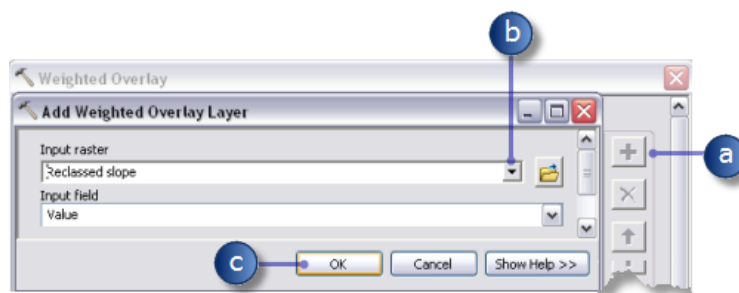 b
Weighted Overlay
Add Weighted Overlay Layer
a
Input raster
Reclassed slope
Input field
Value
c
OK Cancel Show Help >>